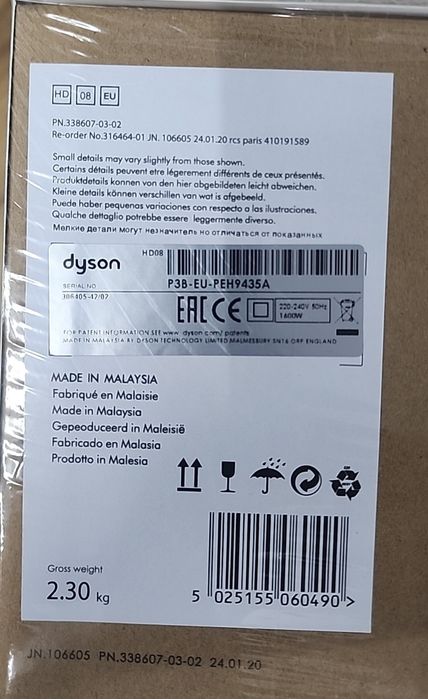 HD 08 EU
PN.338607-03-02
Re-order No.316464-01 JN. 106605 24.01.20 rcs paris 410191589
Small details may vary slightly from those shown.
Certains détails peuvent etre légerement différents de ceux présentés.
Produktdetails konnen von den hier abgebildeten leicht abweichen.
Kleine details können verschillen van wat is afgebeeld.
Puede haber pequenas variaciones con respecto a las ilustraciones.
Qualche dettaglio potrebbe essere leggermente diverso.
Мелкие детали могут незначительно отличаться от показанных
dyson
HD08
SERIAL NO
P3B-EU-PEH9435A
306405-47/07
EAC CE
220-240V 50Hz
1600W
FOR PATENT INFORMATION SEE www.dyson.com/patents
MADE IN MALAYSIA BY DYSON TECHNOLOGY LIMITED MALMESBURY SN16 0RP ENGLAND
MADE IN MALAYSIA
Fabriqué en Malaisie
Made in Malaysia
Geproduceerd in Maleisië
Fabricado en Malasia
Prodotto in Malesia
Gross weight
2.30 kg
5 025155 060490 >
JN.106605 PN.338607-03-02 24.01.20